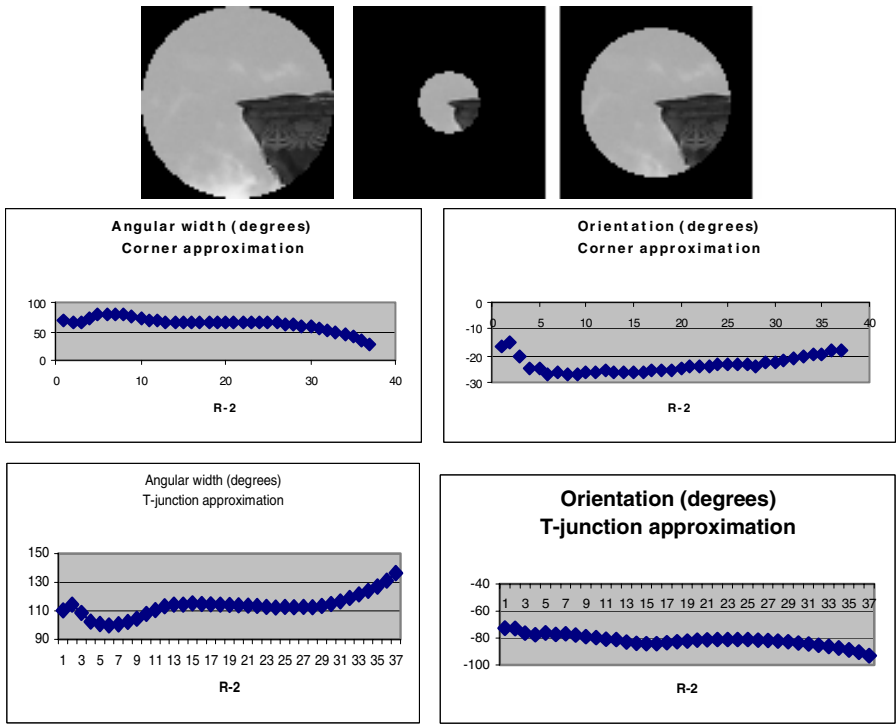 Angular width (degrees)
Corner approximation
100
50
0
0 10 20 30 40
R-2
Orientation (degrees)
Corner approximation
0
0 5 10 15 20 25 30 35 40
-10
-20
-30
R-2
Angular width (degrees)
T-junction approximation
150
130
110
90
1 3 5 7 9 11 13 15 17 19 21 23 25 27 29 31 33 35 37
R-2
Orientation (degrees)
T-junction approximation
-40
1 3 5 7 9 11 13 15 17 19 21 23 25 27 29 31 33 35 37
-60
-80
-100
R-2